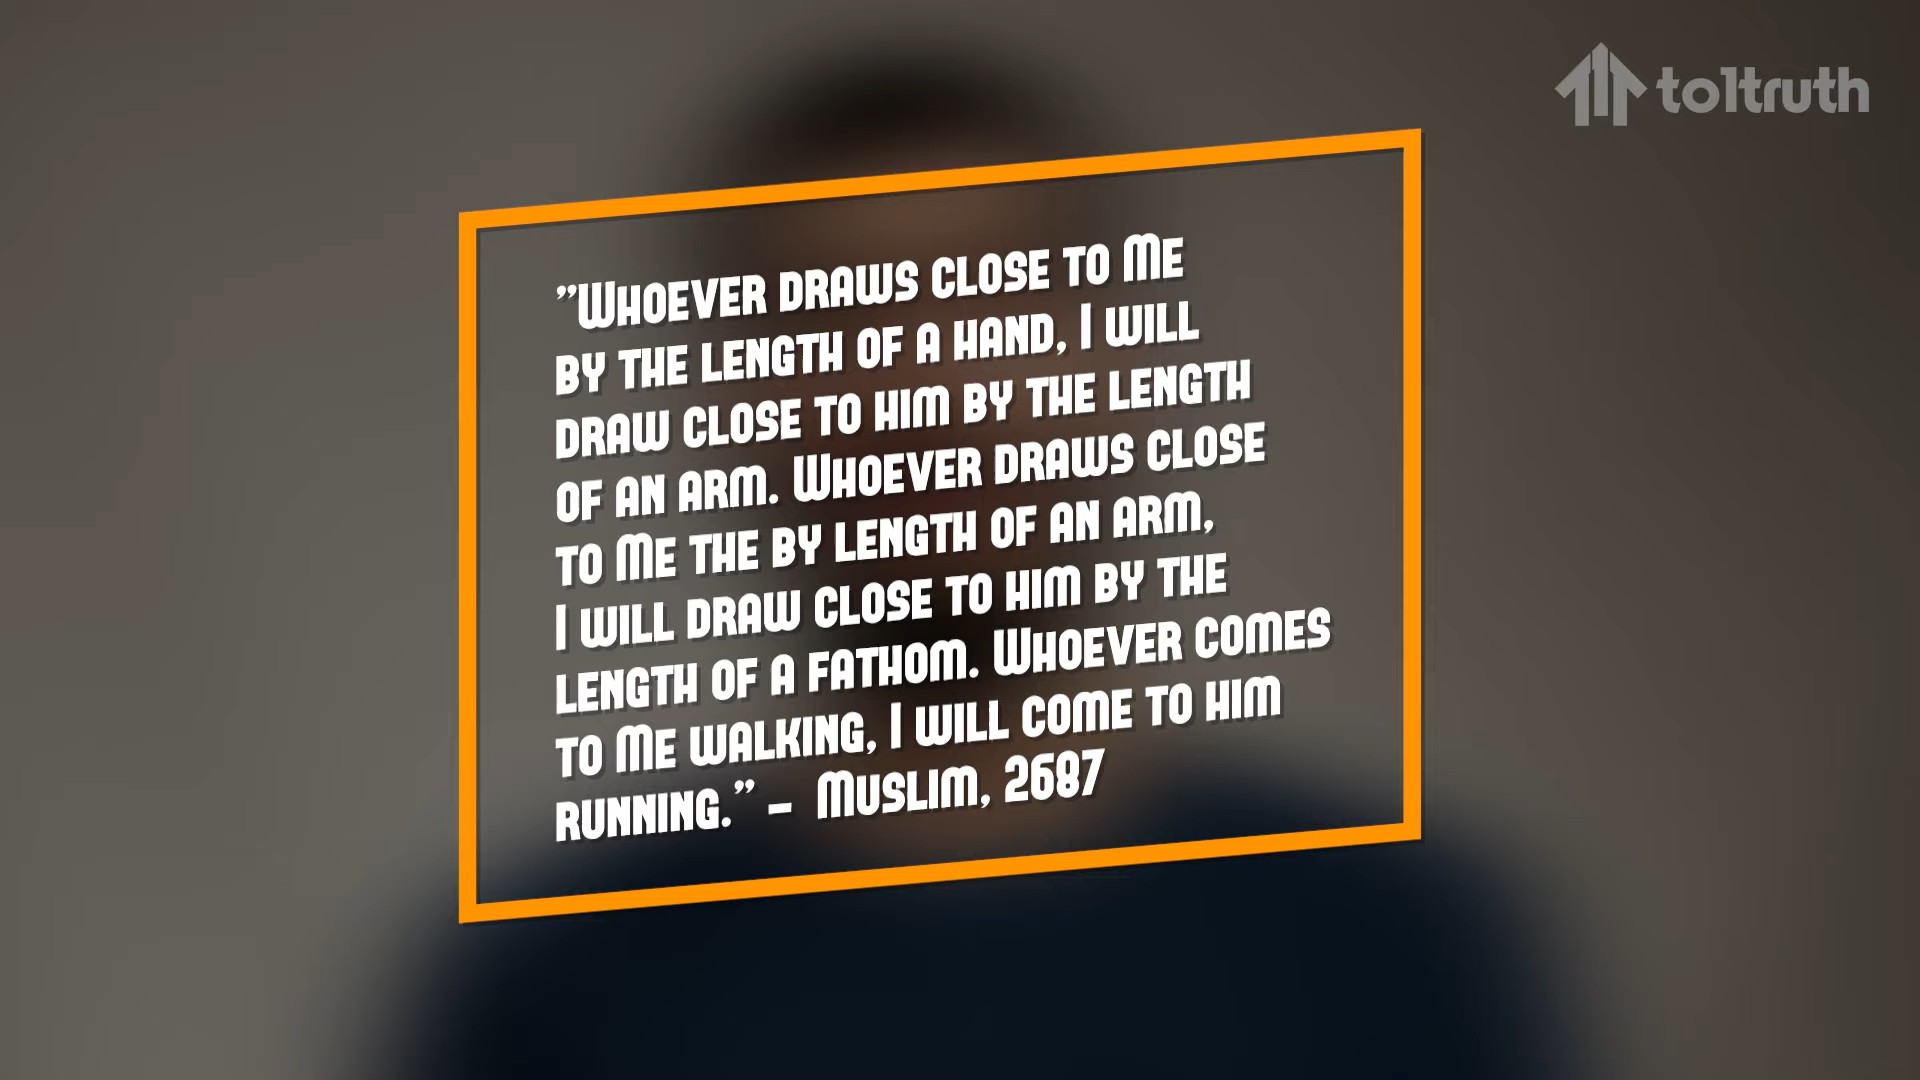 to1truth
"Whoever draws close to Me
by the length of a hand, I will
draw close to him by the length
of an arm. Whoever draws close
to Me the by length of an arm,
I will draw close to him by the
length of a fathom. Whoever comes
to Me walking, I will come to him
running." – Muslim, 2687